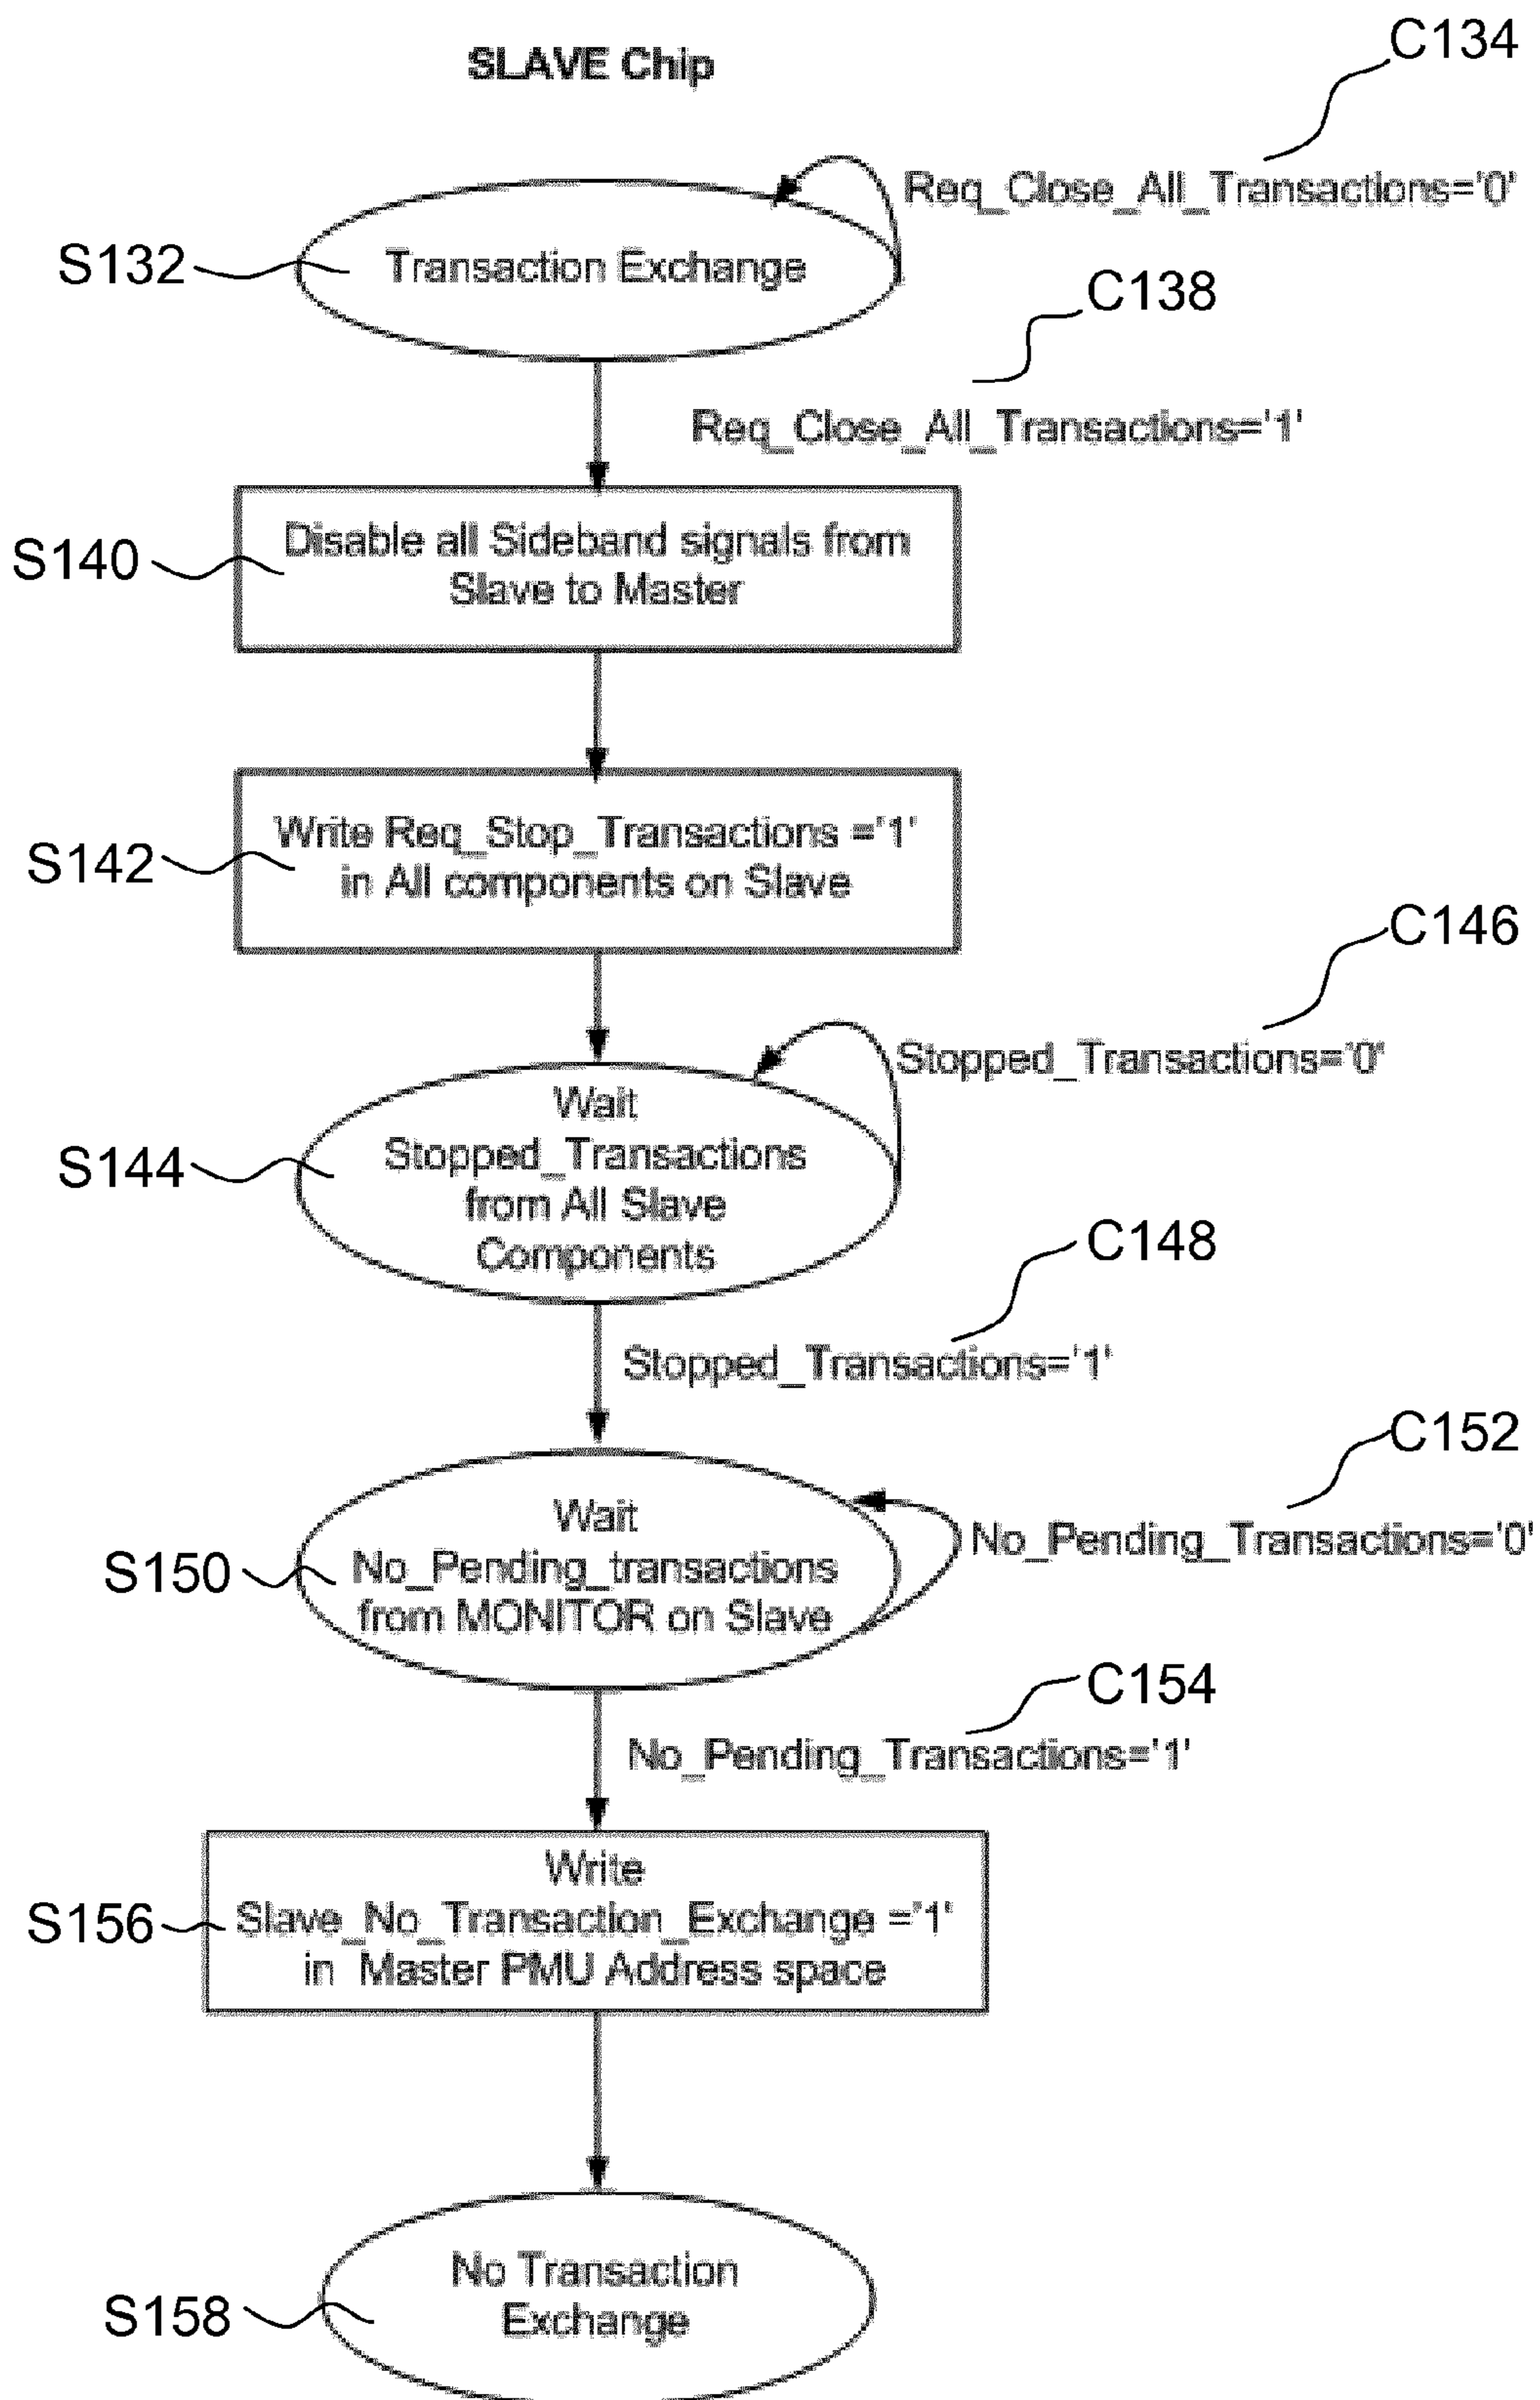 SLAVE Chip
C134
Req_Close_All_Transactions='0'
S132
Transaction Exchange
C138
Req_Close_All_Transactions='1'
S140
Disable all Sideband signals from
Slave to Master
S142
Write Req_Stop_Transactions ='1'
in All components on Slave
C146
Stopped_Transactions='0'
S144
Wait
Stopped_Transactions
from All Slave
Components
C148
Stopped_Transactions='1'
C152
No_Pending_Transactions='0'
S150
Wait
No_Pending_transactions
from MONITOR on Slave
C154
No_Pending_Transactions='1'
S156
Write
Slave_No_Transaction_Exchange ='1'
in Master PMU Address space
S158
No Transaction
Exchange